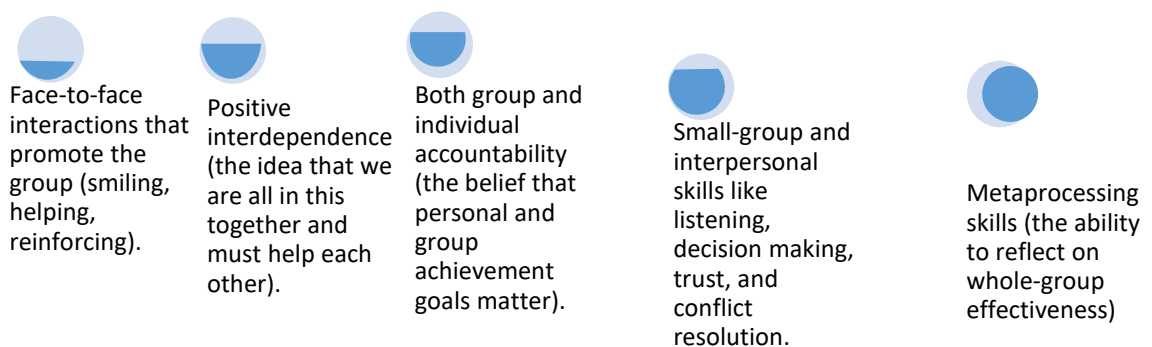 Face-to-face
interactions that
promote the
group (smiling,
helping,
reinforcing).
Positive
interdependence
(the idea that we
are all in this
together and
must help each
other).
Both group and
individual
accountability
(the belief that
personal and
group
achievement
goals matter).
Small-group and
interpersonal
skills like
listening,
decision making,
trust, and
conflict
resolution.
Metaprocessing
skills (the ability
to reflect on
whole-group
effectiveness)